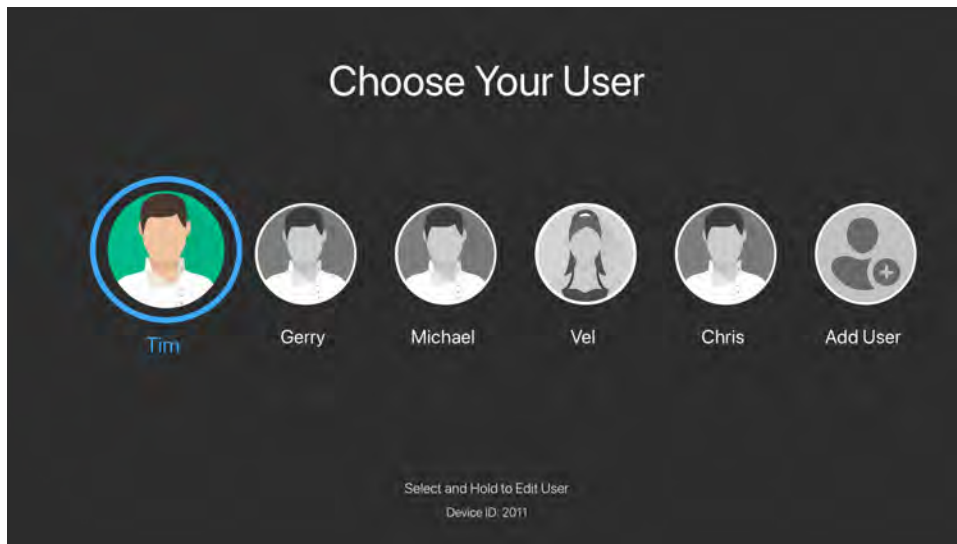 Choose Your User
Tim
Gerry
Michael
Vel
Chris
Add User
Select and Hold to Edit User
Device ID: 2011